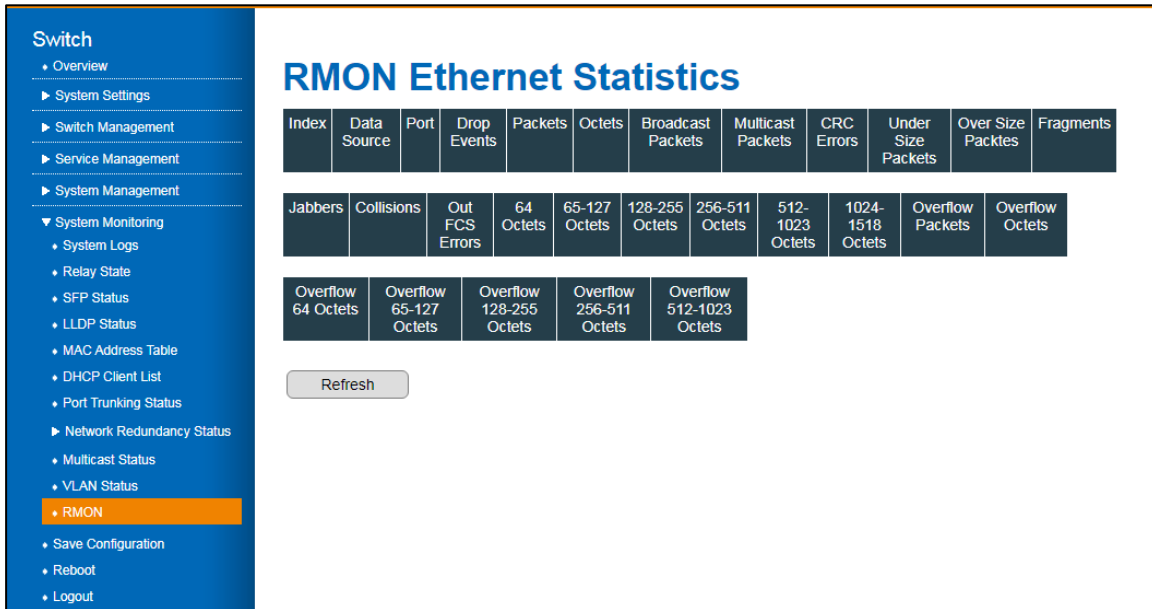 Switch
Overview
System Settings
Switch Management
Service Management
System Management
System Monitoring
System Logs
Relay State
SFP Status
LLDP Status
MAC Address Table
DHCP Client List
Port Trunking Status
Network Redundancy Status
Multicast Status
VLAN Status
RMON
Save Configuration
Reboot
Logout
RMON Ethernet Statistics
Index Data Port Drop Packets Octets Broadcast Multicast CRC Under Over Size Fragments
Source Events Packets Packets Errors Size Packtes
Packets
Jabbers Collisions Out 64 65-127 128-255 256-511 512- 1024- Overflow Overflow
FCS Octets Octets Octets Octets 1023 1518 Packets Octets
Errors Octets Octets
Overflow Overflow Overflow Overflow Overflow
64 Octets 65-127 128-255 256-511 512-1023
Octets Octets Octets Octets
Refresh